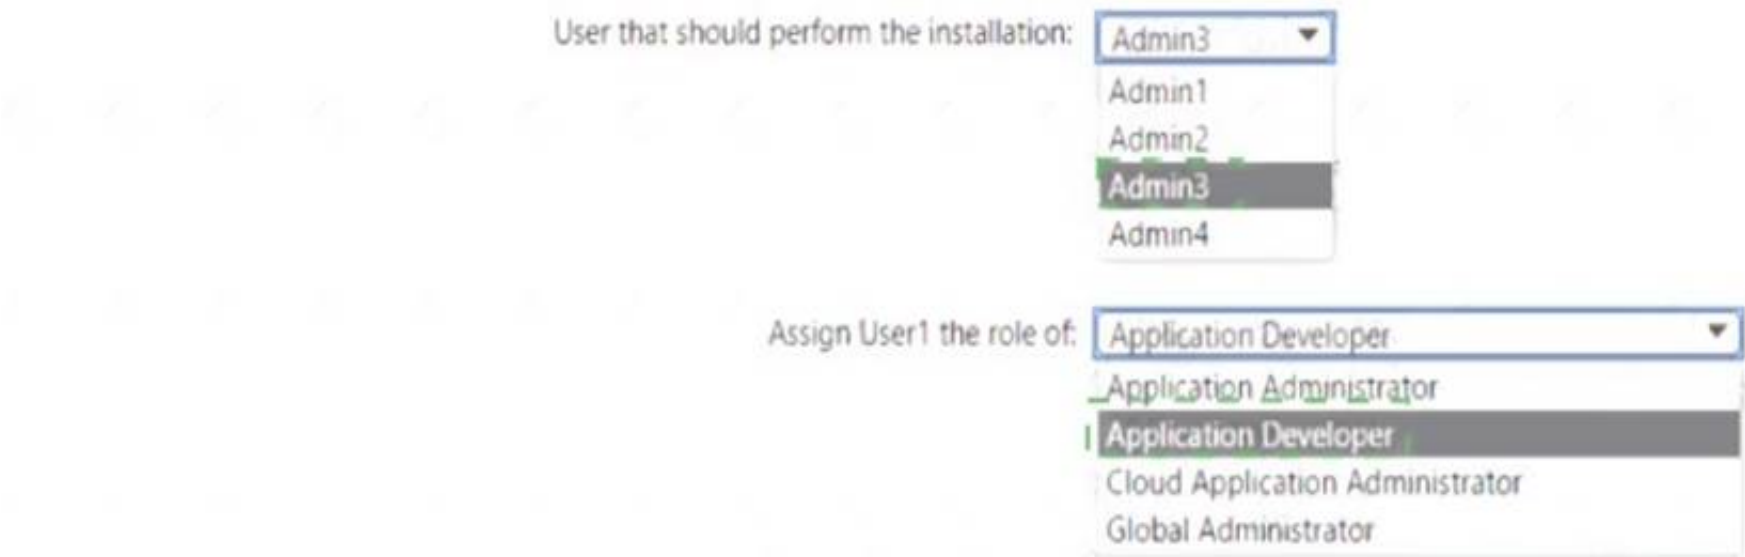 User that should perform the installation: Admin3
Admin1
Admin2
Admin3
Admin4
Assign User1 the role of: Application Developer
Application Administrator
Application Developer
Cloud Application Administrator
Global Administrator